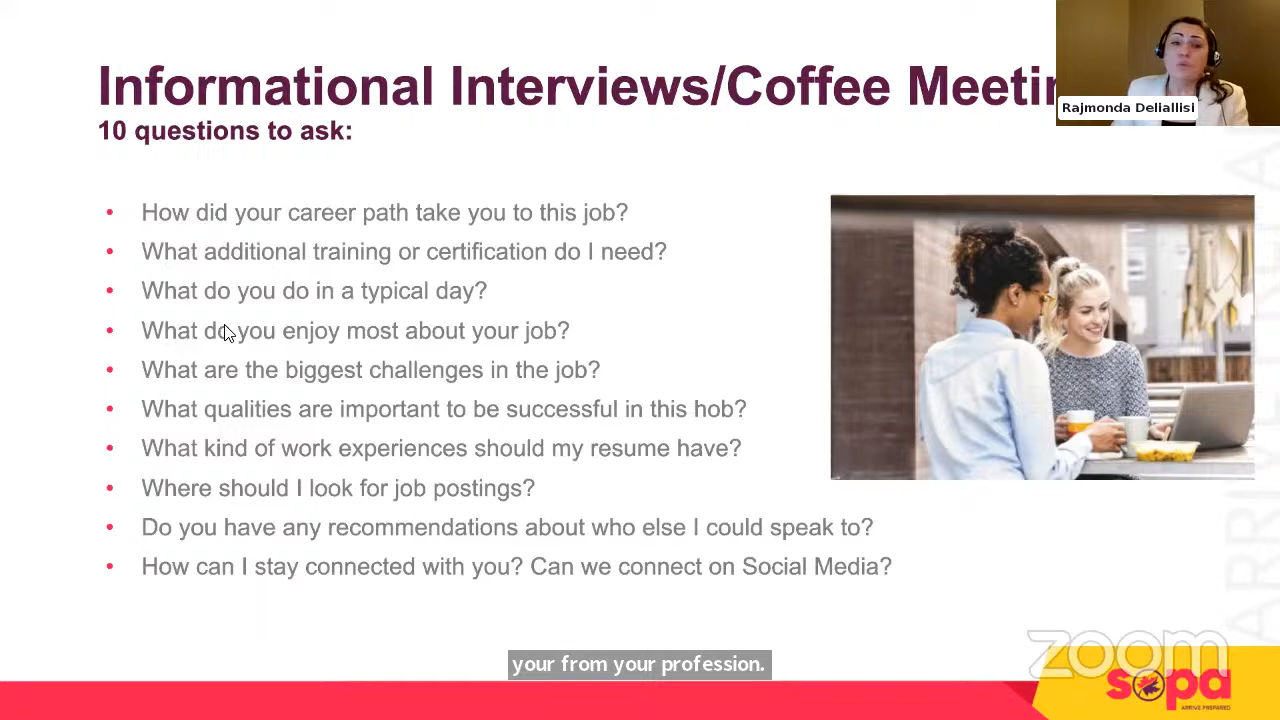 Informational Interviews/Coffee Meetin
10 questions to ask:
Rajmonda Deliallisi
• How did your career path take you to this job?
• What additional training or certification do I need?
• What do you do in a typical day?
• What do you enjoy most about your job?
• What are the biggest challenges in the job?
• What qualities are important to be successful in this hob?
• What kind of work experiences should my resume have?
• Where should I look for job postings?
• Do you have any recommendations about who else I could speak to?
• How can I stay connected with you? Can we connect on Social Media?
your from your profession.
zoom
sopa
ARRIVE PREPARED